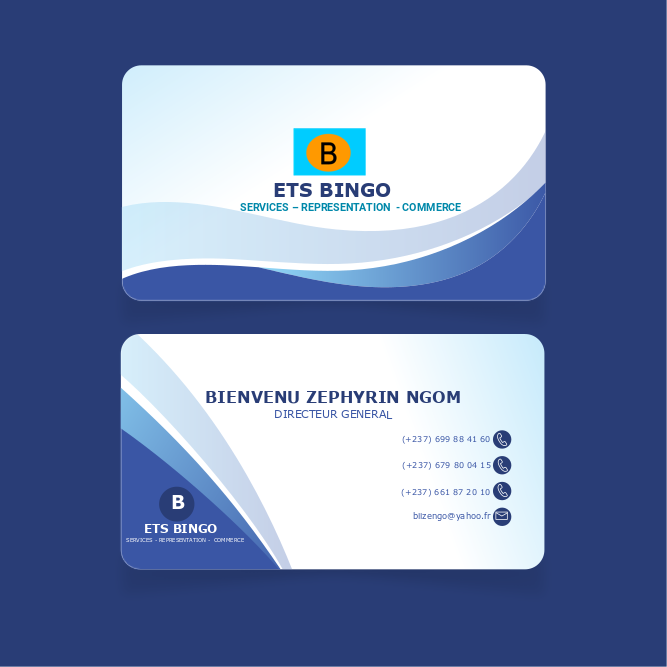 B
ETS BINGO
SERVICES – REPRESENTATION - COMMERCE
BIENVENU ZEPHYRIN NGOM
DIRECTEUR GENERAL
(+237) 699 88 41 60
(+237) 679 80 04 15
(+237) 661 87 20 10
biizengo@yahoo.fr
B
ETS BINGO
SERVICES - REPRESENTATION - COMMERCE